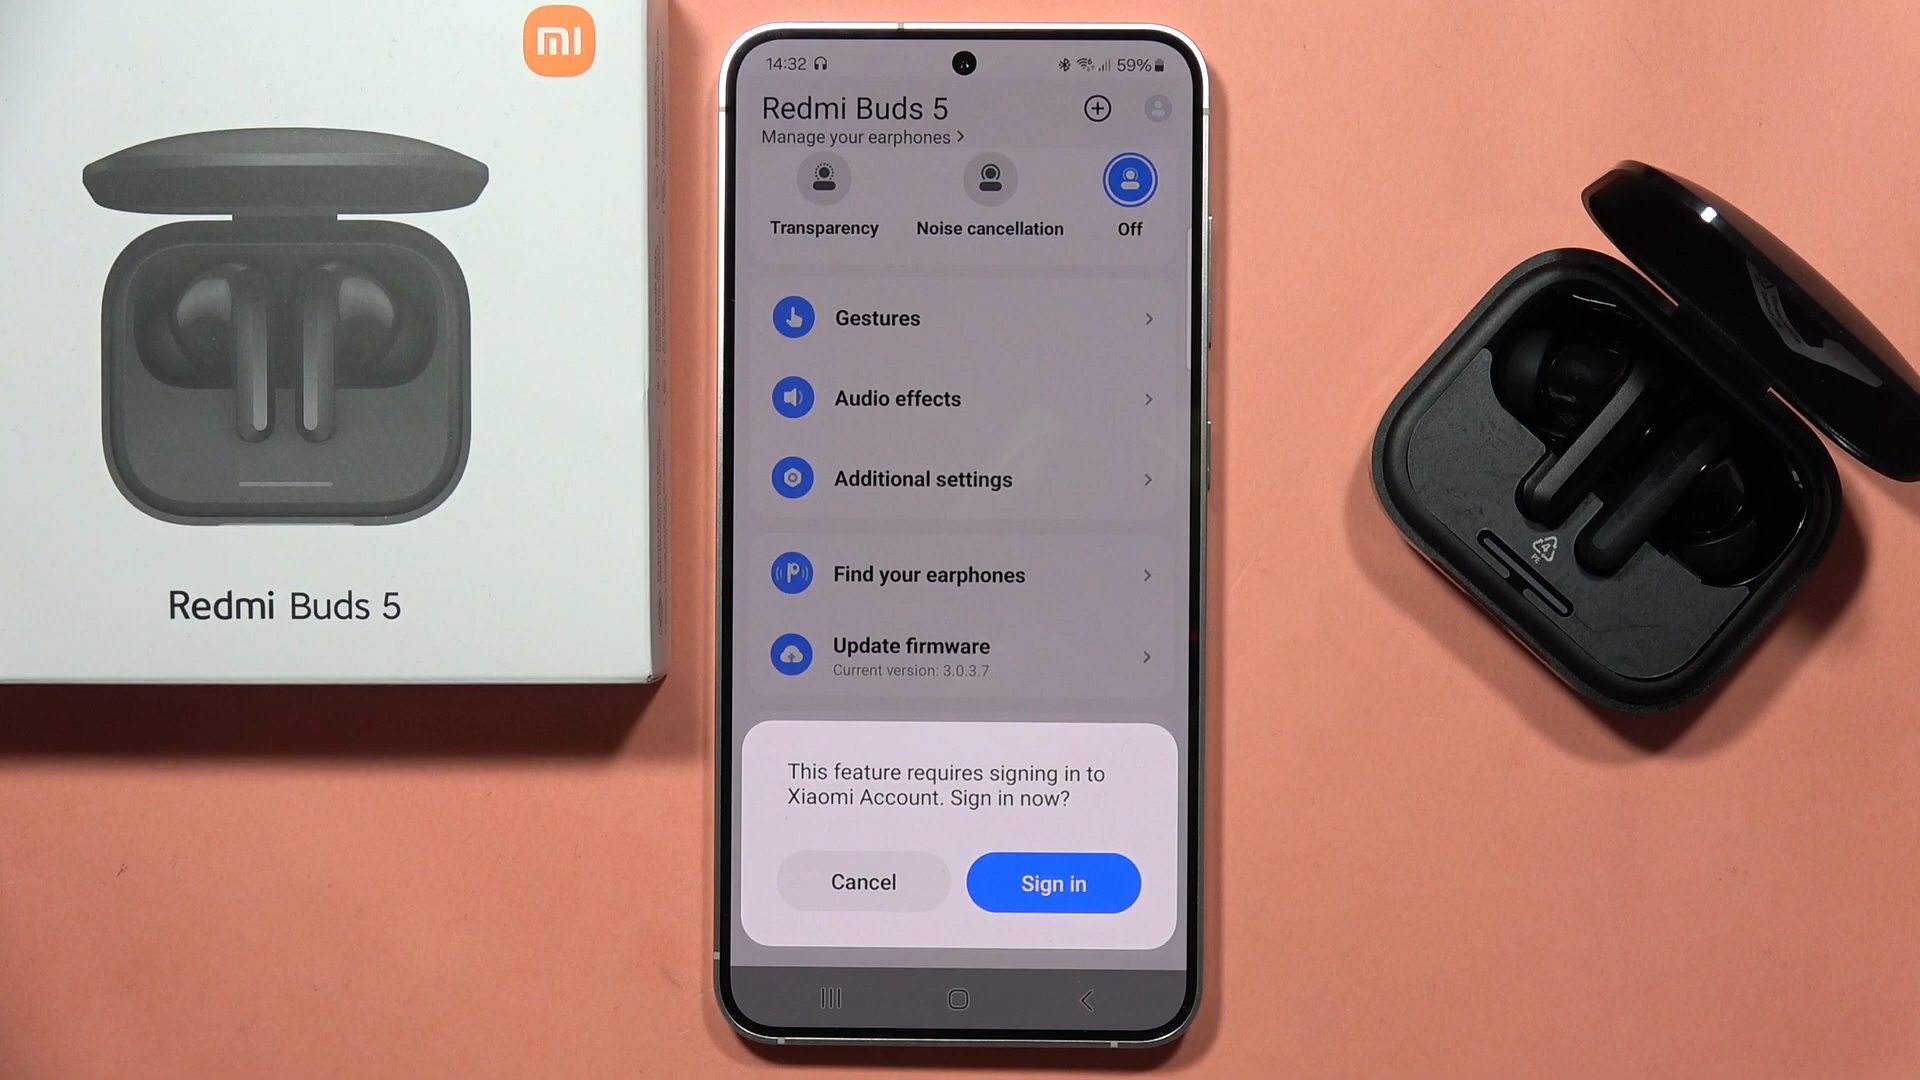 mi
Redmi Buds 5
14:32
59%
Redmi Buds 5
Manage your earphones >
Transparency
Noise cancellation
Off
Gestures
Audio effects
Additional settings
Find your earphones
Update firmware
Current version: 3.0.3.7
This feature requires signing in to
Xiaomi Account. Sign in now?
Cancel
Sign in
4
PE